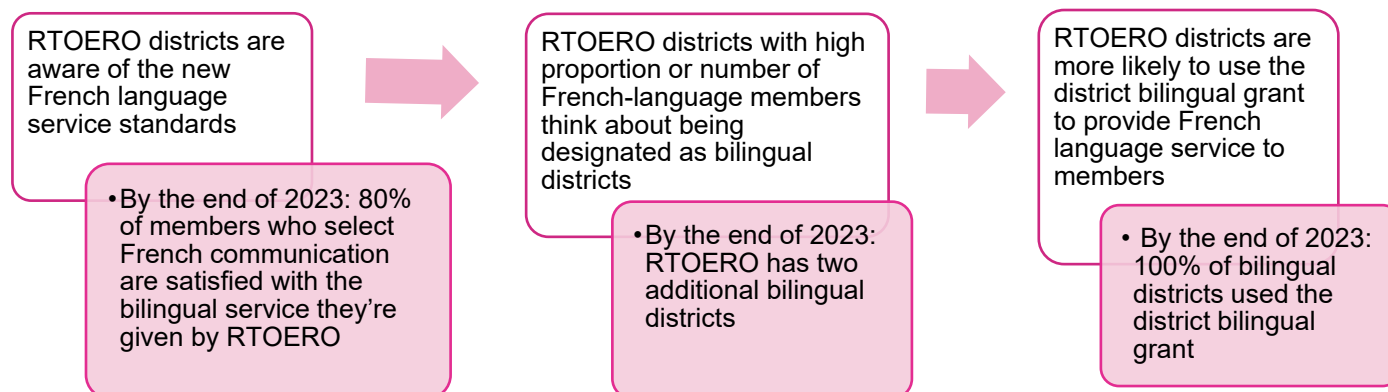 RTOERO districts are
aware of the new
French language
service standards
•By the end of 2023: 80%
of members who select
French communication
are satisfied with the
bilingual service they're
given by RTOERO
RTOERO districts with high
proportion or number of
French-language members
think about being
designated as bilingual
districts
•By the end of 2023:
RTOERO has two
additional bilingual
districts
RTOERO districts are
more likely to use the
district bilingual grant
to provide French
language service to
members
• By the end of 2023:
100% of bilingual
districts used the
district bilingual
grant